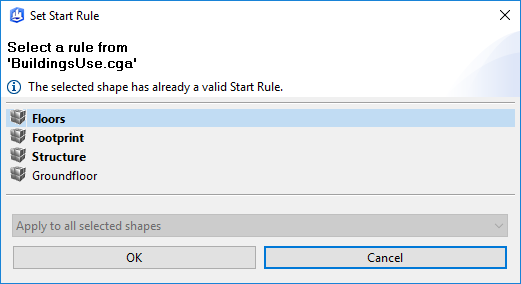 Set Start Rule
Select a rule from
'BuildingsUse.cga'
The selected shape has already a valid Start Rule.
Floors
Footprint
Structure
Groundfloor
Apply to all selected shapes
OK
Cancel